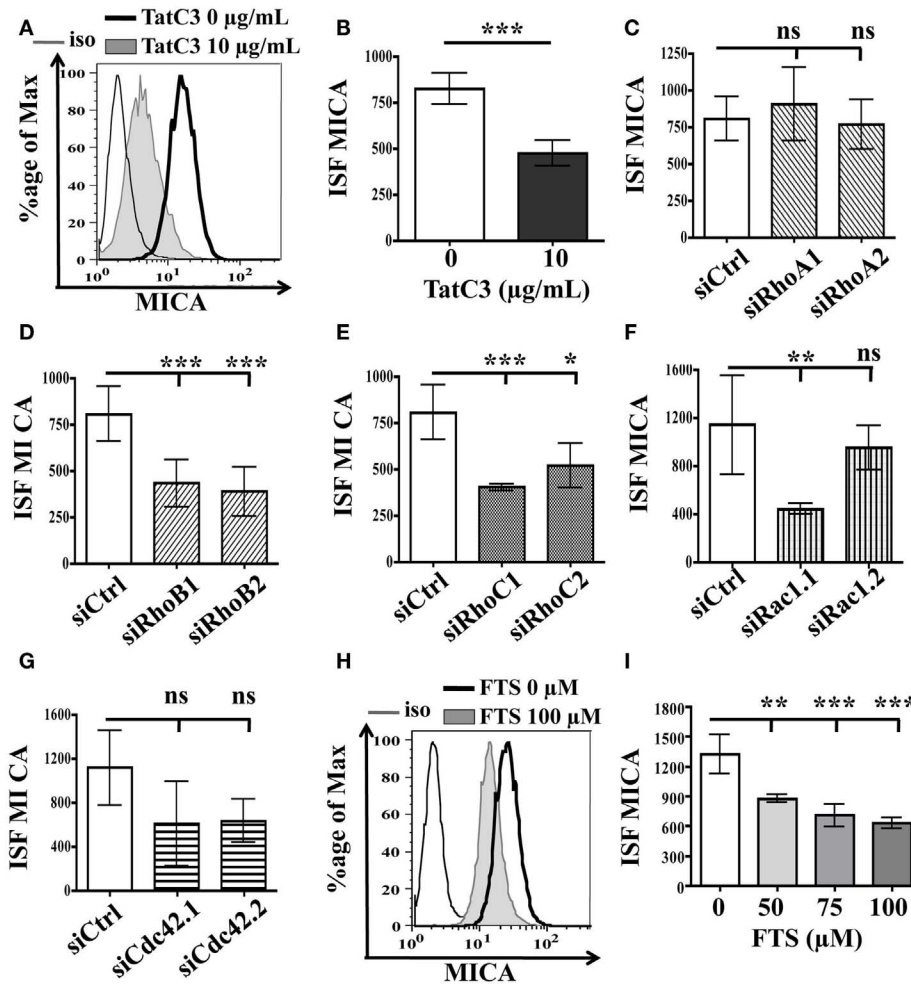 A
TatC3 0 µg/mL
iso
TatC3 10 µg/mL
%age of Max
100
80
60
40
20
0
10⁰ 10¹ 10²
MICA
B
***
ISF MICA
1000
750
500
250
0
0 10
TatC3 (µg/mL)
C
ns ns
ISF MICA
1250
1000
750
500
250
0
siCtrl siRhoA1 siRhoA2
D
*** ***
ISF MI CA
1000
750
500
250
0
siCtrl siRhoB1 siRhoB2
E
*** *
ISF MI CA
1000
750
500
250
0
siCtrl siRhoC1 siRhoC2
F
** ns
ISF MICA
1600
1200
800
400
0
siCtrl siRac1.1 siRac1.2
G
ns ns
ISF MI CA
1600
1200
800
400
0
siCtrl siCdc42.1 siCdc42.2
H
FTS 0 µM
iso
FTS 100 µM
%age of Max
100
80
60
40
20
0
10⁰ 10¹ 10²
MICA
I
** *** ***
ISF MICA
1800
1500
1200
900
600
300
0
0 50 75 100
FTS (µM)